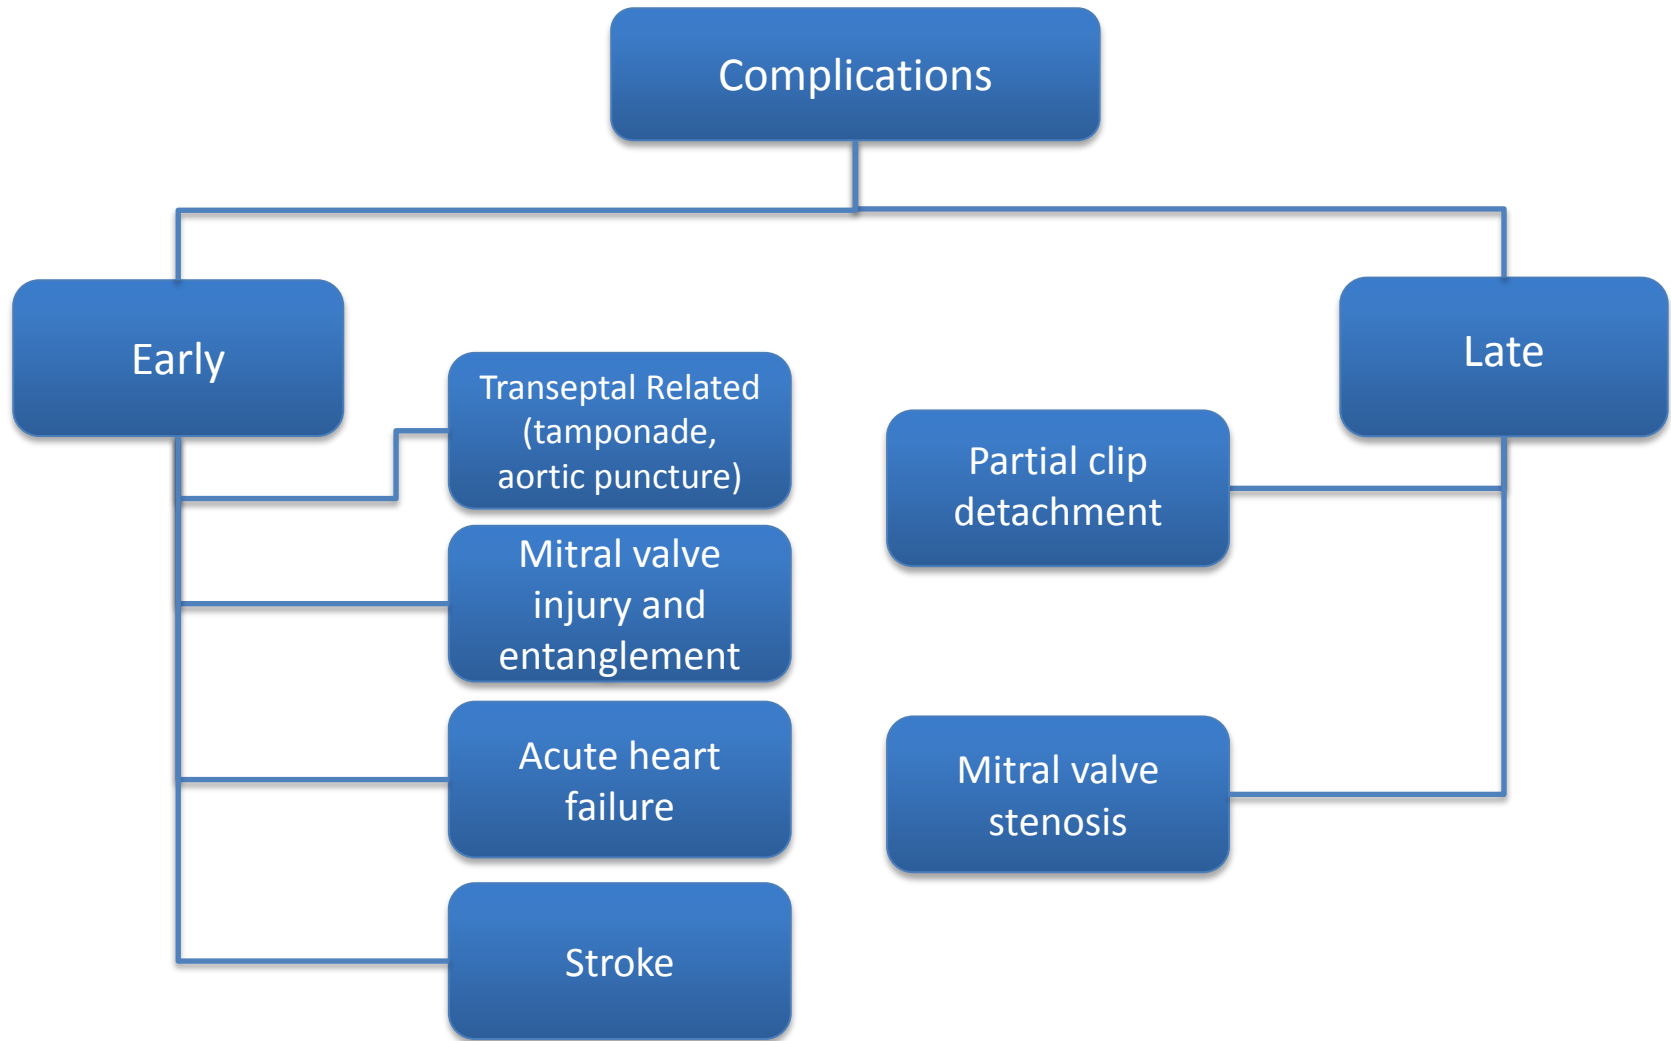 Complications
Early
Late
Transeptal Related
(tamponade,
aortic puncture)
Partial clip
detachment
Mitral valve
injury and
entanglement
Acute heart
failure
Mitral valve
stenosis
Stroke